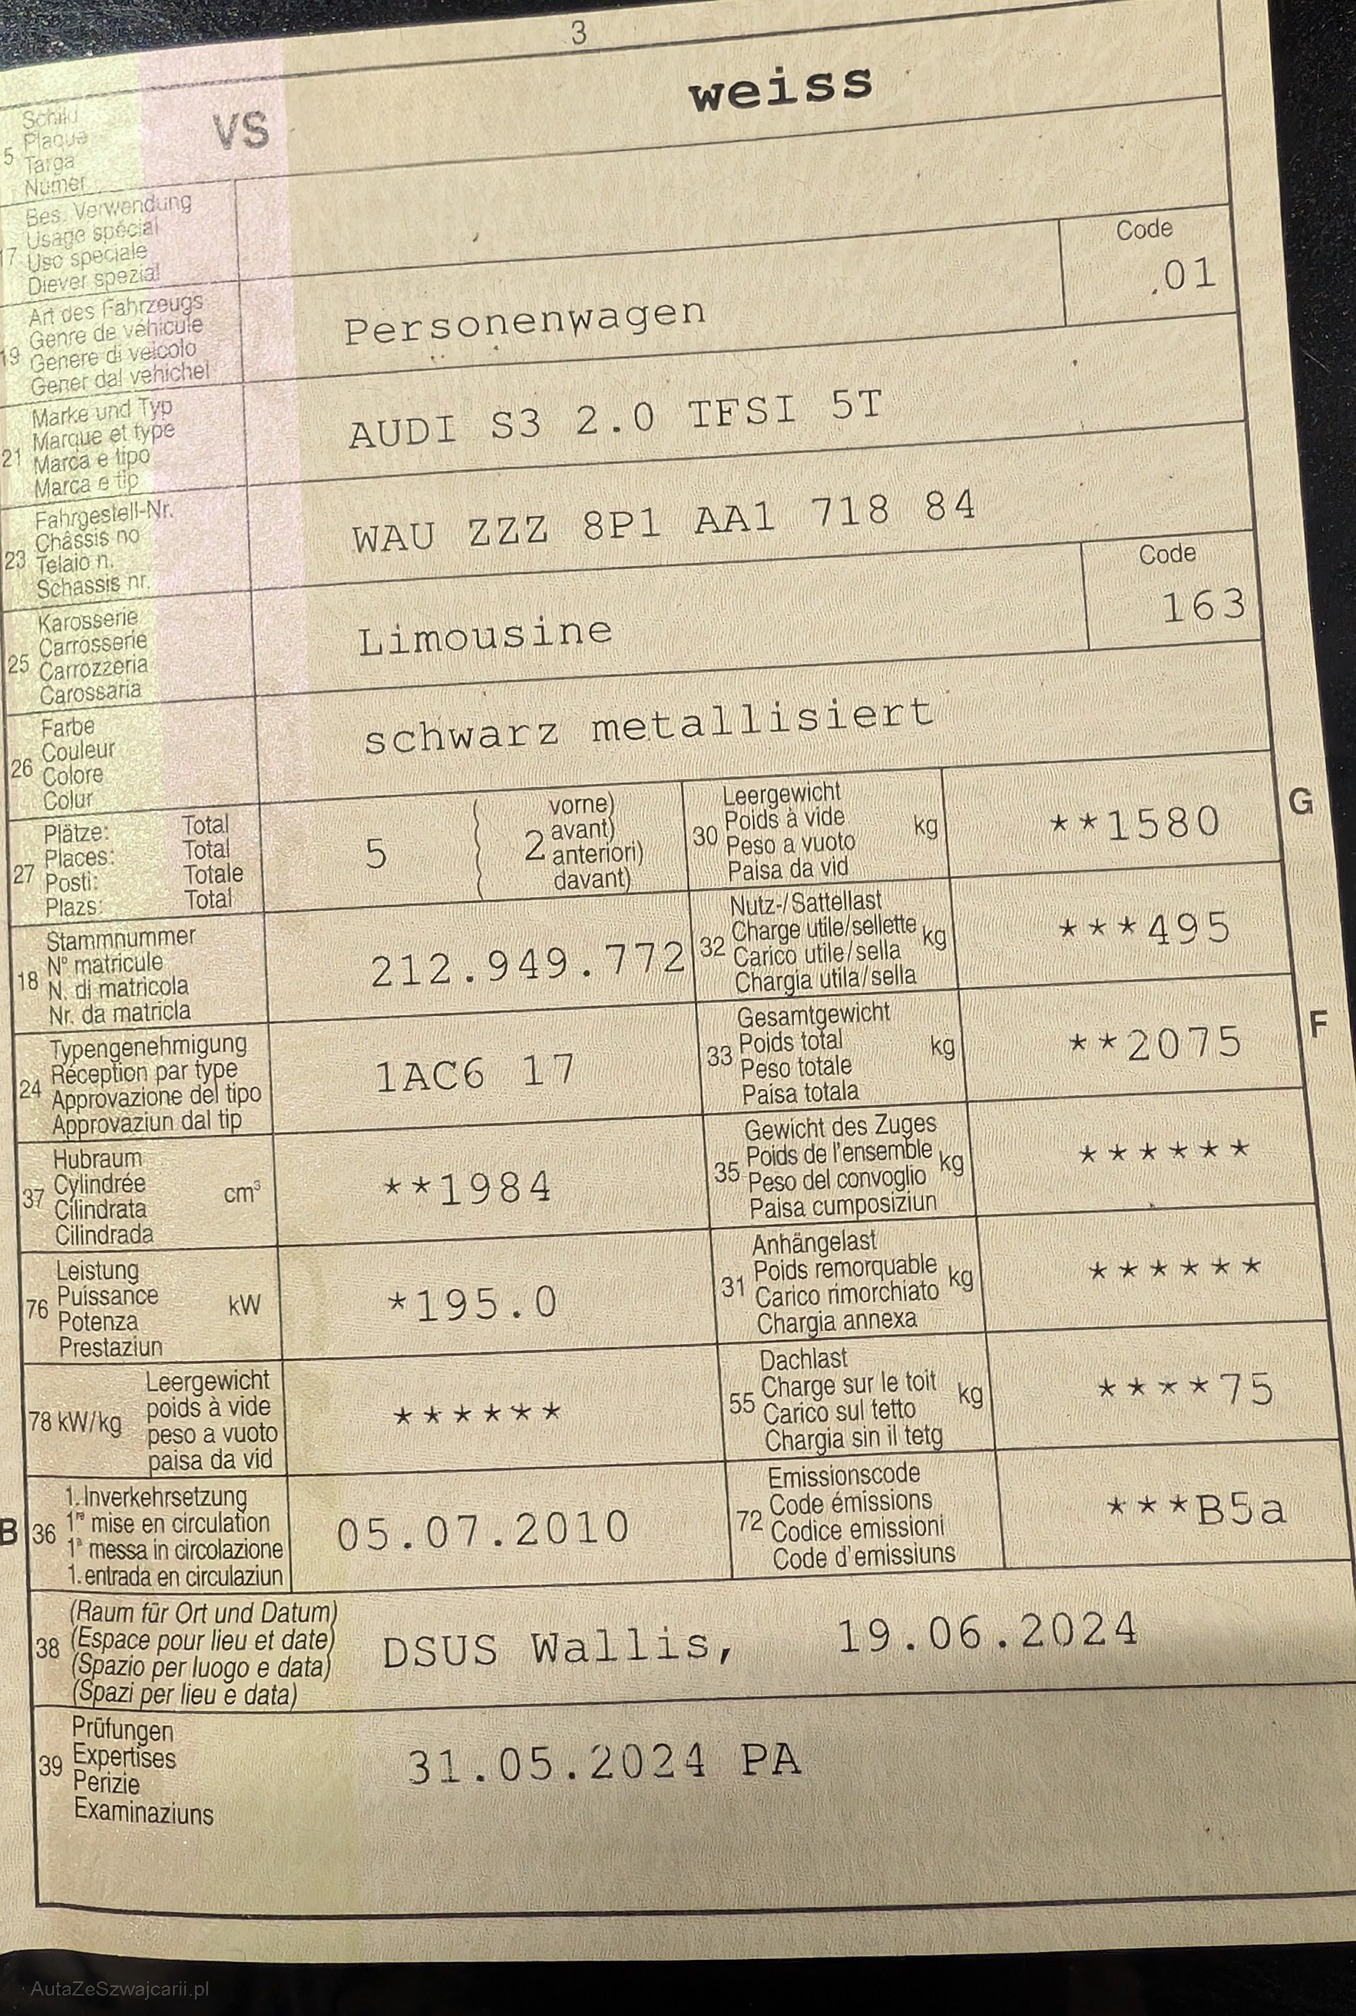 3
5 Schild
Plaque
Targa
Numer
VS weiss
17 Bes. Verwendung
Usage spécial
Uso speciale
Diever spezial
19 Art des Fahrzeugs
Genre de véhicule
Genere di veicolo
Gener dal vehichel
Personenwagen
Code
.01
21 Marke und Typ
Marque et type
Marca e tipo
Marca e tip
AUDI S3 2.0 TFSI 5T
23 Fahrgestell-Nr.
Châssis no
Telaio n.
Schassis nr.
WAU ZZZ 8P1 AA1 718 84
25 Karosserie
Carrosserie
Carrozzeria
Carossaria
Limousine
Code
163
26 Farbe
Couleur
Colore
Colur
schwarz metallisiert
27 Plätze: Total
Places: Total
Posti: Totale
Plazs: Total
5
2 vorne)
avant)
anteriori)
davant)
30 Leergewicht
Poids à vide
Peso a vuoto
Paisa da vid
kg
**1580
G
18 Stammnummer
N° matricule
N. di matricola
Nr. da matricla
212.949.772
32 Nutz-/Sattellast
Charge utile/sellette
Carico utile/sella
Chargia utila/sella
kg
***495
24 Typengenehmigung
Réception par type
Approvazione del tipo
Approvaziun dal tip
1AC6 17
33 Gesamtgewicht
Poids total
Peso totale
Paisa totala
kg
**2075
F
37 Hubraum
Cylindrée
Cilindrata
Cilindrada
cm³
**1984
35 Gewicht des Zuges
Poids de l'ensemble
Peso del convoglio
Paisa cumposiziun
kg
******
76 Leistung
Puissance
Potenza
Prestaziun
kW
*195.0
31 Anhängelast
Poids remorquable
Carico rimorchiato
Chargia annexa
kg
******
78 kW/kg
Leergewicht
poids à vide
peso a vuoto
paisa da vid
******
55 Dachlast
Charge sur le toit
Carico sul tetto
Chargia sin il tetg
kg
****75
B 36 1. Inverkehrsetzung
1re mise en circulation
1a messa in circolazione
1. entrada en circulaziun
05.07.2010
72 Emissionscode
Code émissions
Codice emissioni
Code d'emissiuns
***B5a
38 (Raum für Ort und Datum)
(Espace pour lieu et date)
(Spazio per luogo e data)
(Spazi per lieu e data)
DSUS Wallis, 19.06.2024
39 Prüfungen
Expertises
Perizie
Examinaziuns
31.05.2024 PA
AutaZeSzwajcarii.pl